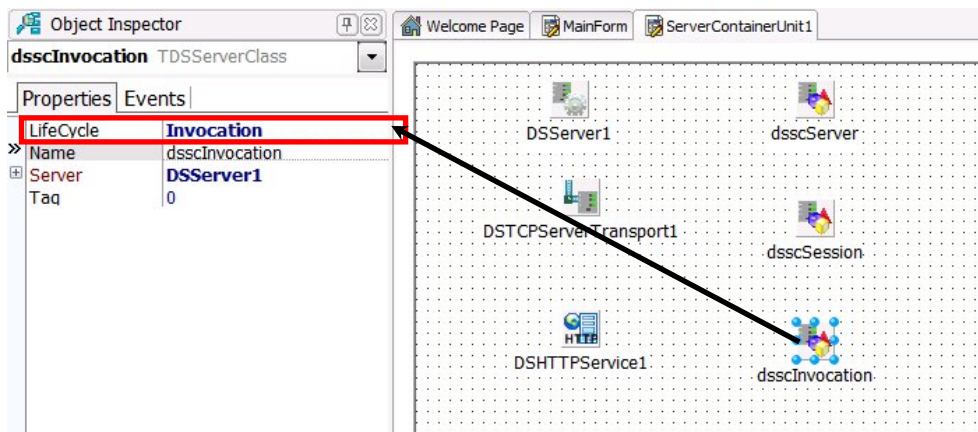 Object Inspector
dsscInvocation TDSServerClass
Properties Events
LifeCycle Invocation
Name dsscInvocation
Server DSServer1
Tag 0
Welcome Page MainForm ServerContainerUnit1
DSServer1 dsscServer
DSTCPServerTransport1
dsscSession
HTTP
DSHTTPService1
dsscInvocation